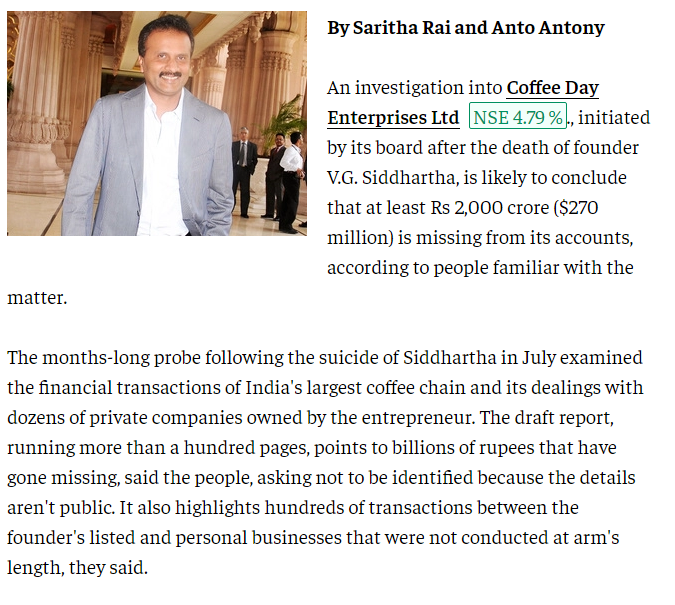 By Saritha Rai and Anto Antony
An investigation into Coffee Day
Enterprises Ltd NSE 4.79 %., initiated
by its board after the death of founder
V.G. Siddhartha, is likely to conclude
that at least Rs 2,000 crore ($270
million) is missing from its accounts,
according to people familiar with the
matter.
The months-long probe following the suicide of Siddhartha in July examined
the financial transactions of India's largest coffee chain and its dealings with
dozens of private companies owned by the entrepreneur. The draft report,
running more than a hundred pages, points to billions of rupees that have
gone missing, said the people, asking not to be identified because the details
aren't public. It also highlights hundreds of transactions between the
founder's listed and personal businesses that were not conducted at arm's
length, they said.